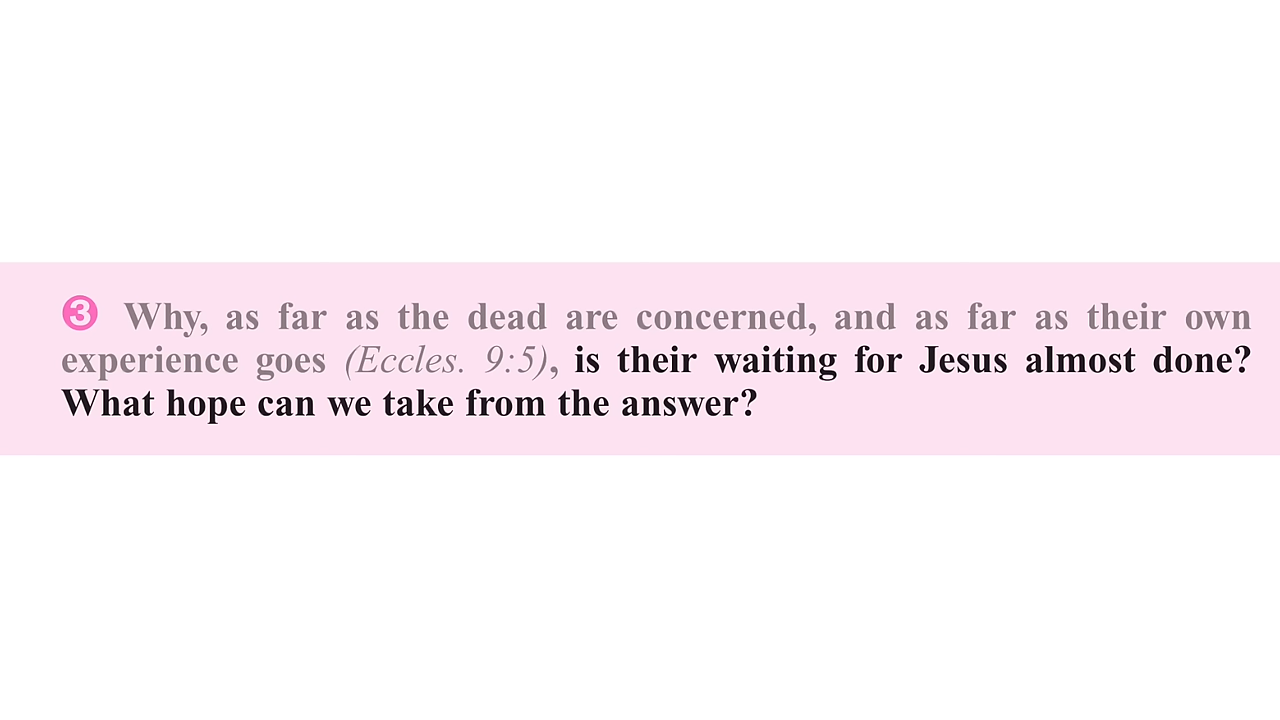 ❸ Why, as far as the dead are concerned, and as far as their own
experience goes (Eccles. 9:5), is their waiting for Jesus almost done?
What hope can we take from the answer?